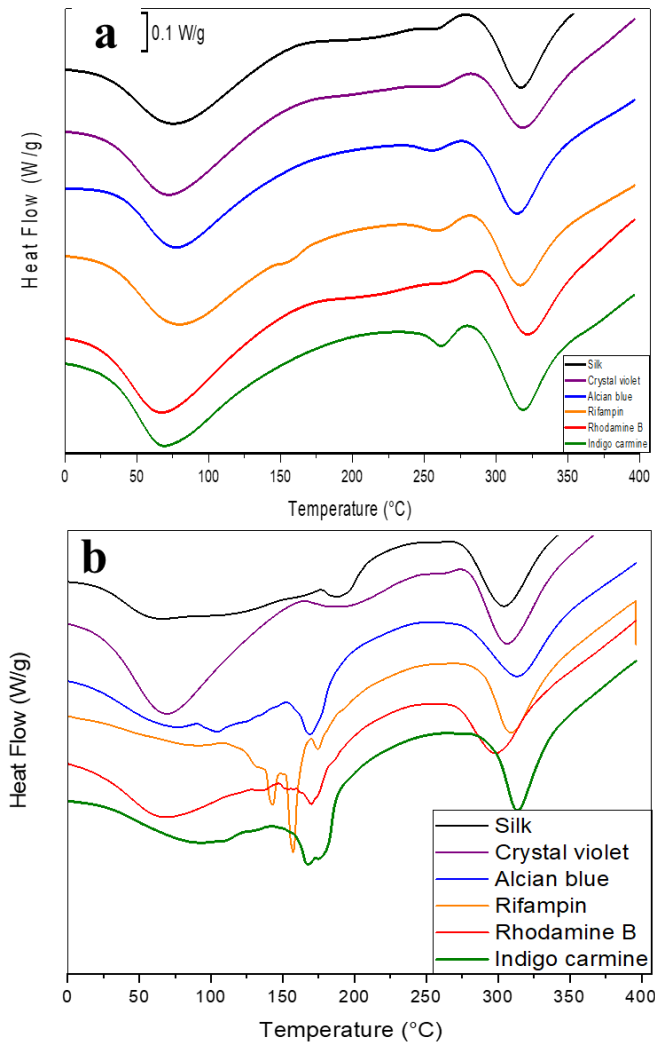 a
0.1 W/g
Heat Flow (W/g)
Silk
Crystal violet
Alcian blue
Rifampin
Rhodamine B
Indigo carmine
0 50 100 150 200 250 300 350 400
Temperature (°C)
b
Heat Flow (W/g)
Silk
Crystal violet
Alcian blue
Rifampin
Rhodamine B
Indigo carmine
0 50 100 150 200 250 300 350 400
Temperature (°C)